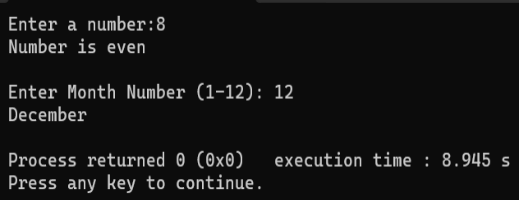 Enter a number:8
Number is even
Enter Month Number (1-12): 12
December
Process returned 0 (0x0)   execution time : 8.945 s
Press any key to continue.